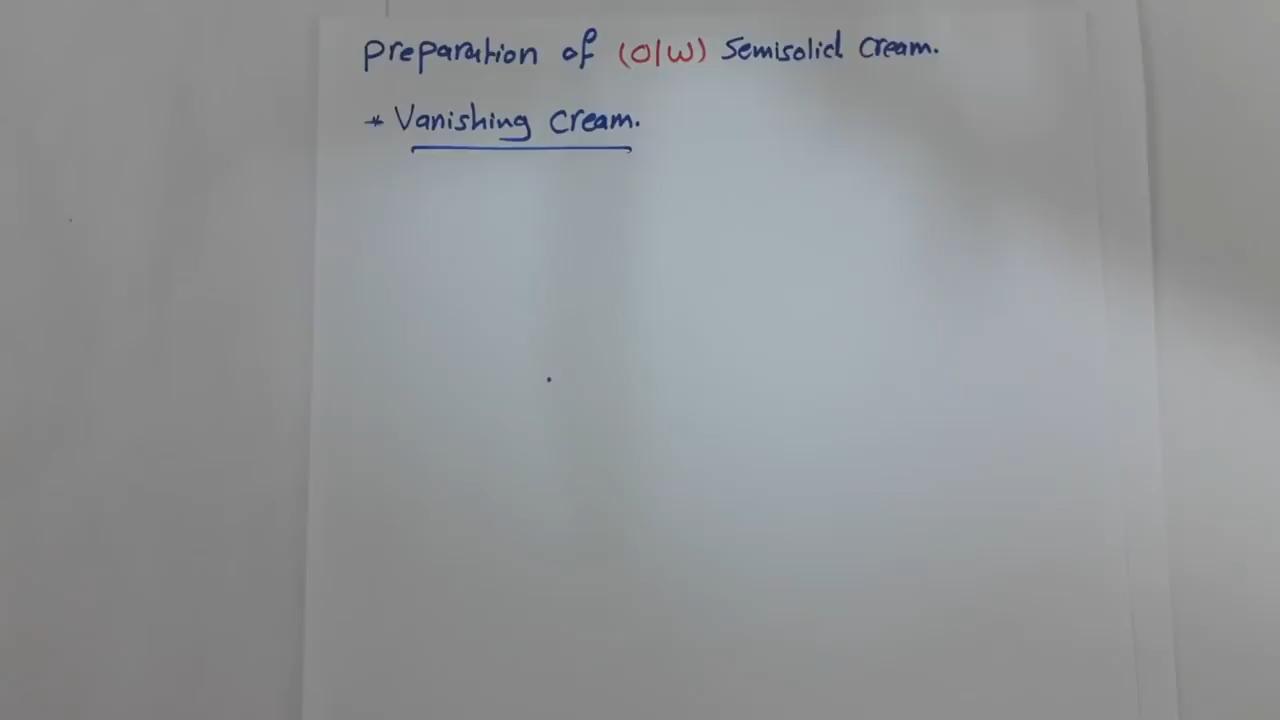 preparation of (O/W) Semisolid cream.
* Vanishing cream.